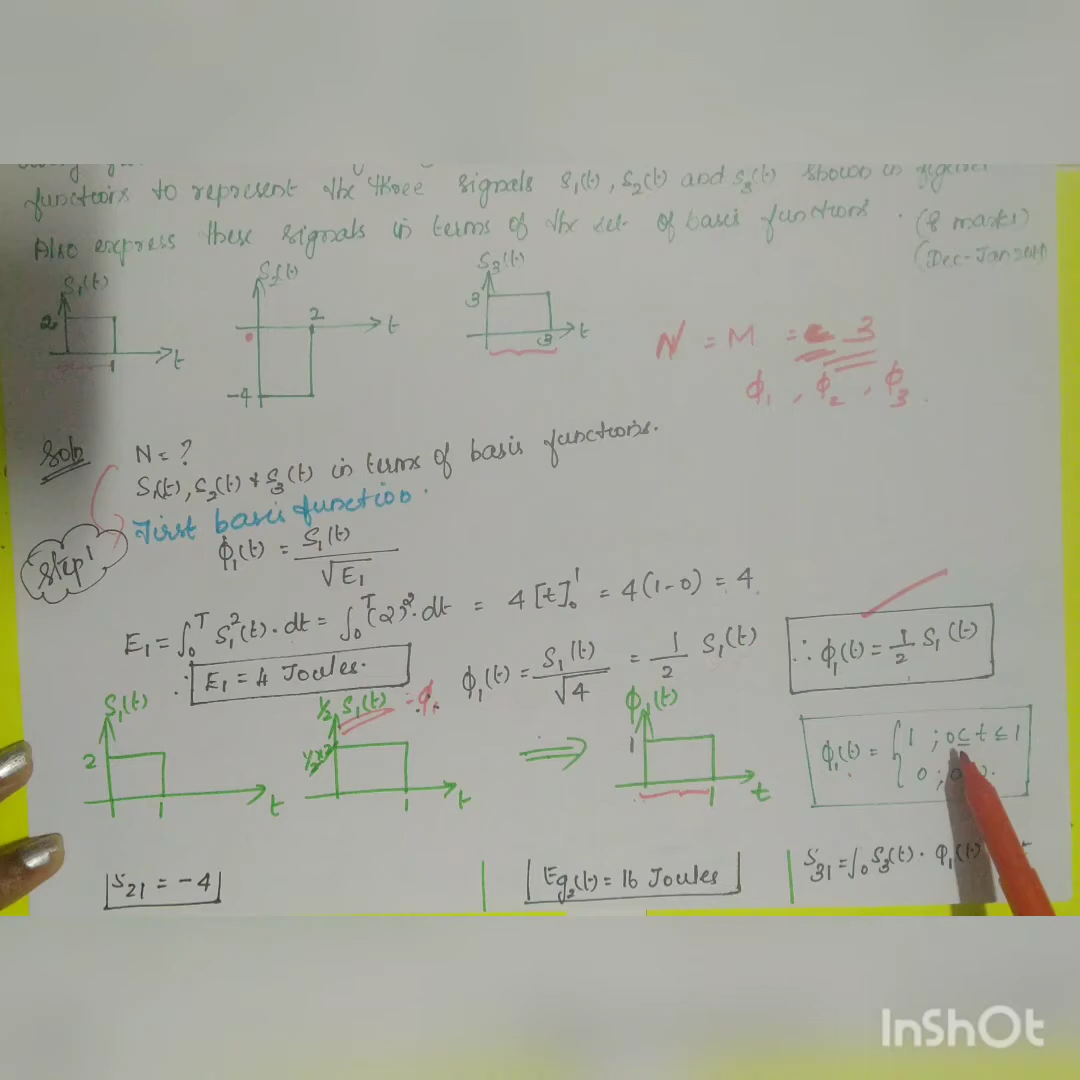 functions to represent the three signals S₁(t), S₂(t) and S₃(t) shown in figure
Also express these signals in terms of the set of basis functions. (8 marks)
(Dec-Jan
S₁(t)
2
1
t
S₂(t)
2
t
-4
S₃(t)
3
3
t
N = M = 3
ϕ₁, ϕ₂, ϕ₃.
Soln N = ?
S₁(t), S₂(t) & S₃(t) in terms of basis functions.
Step 1
First basis function.
ϕ₁(t) = S₁(t) / √E₁
E₁ = ∫₀ᵀ S₁²(t)·dt = ∫₀ᵀ (2)²·dt = 4[t]₀¹ = 4(1-0) = 4
∴ E₁ = 4 Joules.
ϕ₁(t) = S₁(t) / √4 = 1/2 S₁(t)
∴ ϕ₁(t) = 1/2 S₁(t)
S₁(t)
2
1
t
1/2 S₁(t) = ϕ₁
1/2×2
1
t
⇒
ϕ₁(t)
1
1
t
ϕ₁(t) = { 1 ; 0 ≤ t ≤ 1
0 ;
S₂₁ = -4
Eg₂(t) = 16 Joules
S₃₁ = ∫₀ S₃(t)· ϕ₁(t)
InShOt